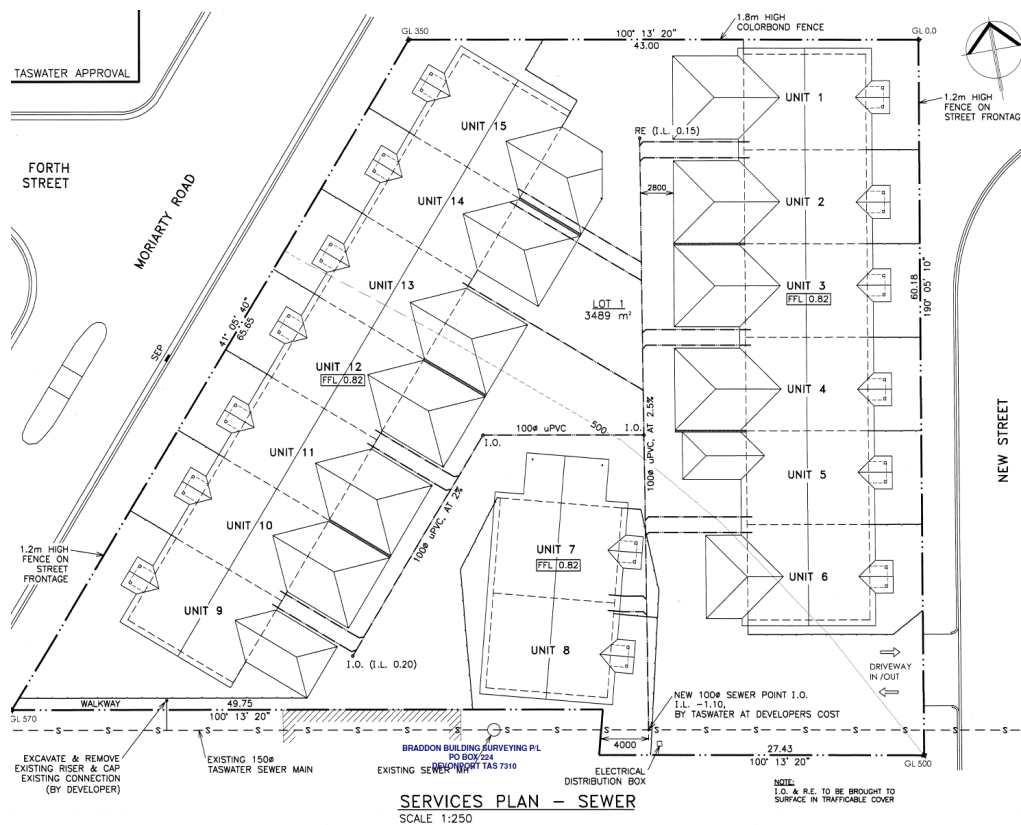 1.8m HIGH
COLORBOND FENCE
GL 350
100° 13' 20"
43.00
GL 0.0
TASWATER APPROVAL
1.2m HIGH
FENCE ON
STREET FRONTAG
UNIT 1
UNIT 15
RE (I.L. 0.15)
FORTH
STREET
MORIARTY ROAD
2800
UNIT 14
UNIT 2
UNIT 13
UNIT 3
FFL 0.82
LOT 1
3489 m²
60.18
190° 05' 10"
41° 05' 40"
65.65
SEP
UNIT 12
FFL 0.82
UNIT 4
100ø uPVC
500
I.O.
I.O.
100ø uPVC, AT 2.5%
UNIT 11
UNIT 5
NEW STREET
100ø uPVC, AT 2%
UNIT 10
1.2m HIGH
FENCE ON
STREET
FRONTAGE
UNIT 7
FFL 0.82
UNIT 6
UNIT 9
UNIT 8
I.O. (I.L. 0.20)
DRIVEWAY
IN /OUT
WALKWAY
49.75
100° 13' 20"
GL 570
NEW 100ø SEWER POINT I.O.
I.L. -1.10,
BY TASWATER AT DEVELOPERS COST
S S S S S S S S S S S S S S
4000
27.43
100° 13' 20"
GL 500
EXCAVATE & REMOVE
EXISTING RISER & CAP
EXISTING CONNECTION
(BY DEVELOPER)
EXISTING 150ø
TASWATER SEWER MAIN
BRADDON BUILDING SURVEYING P/L
PO BOX 224
DEVONPORT TAS 7310
EXISTING SEWER MH
ELECTRICAL
DISTRIBUTION BOX
NOTE:
I.O. & R.E. TO BE BROUGHT TO
SURFACE IN TRAFFICABLE COVER
SERVICES PLAN - SEWER
SCALE 1:250